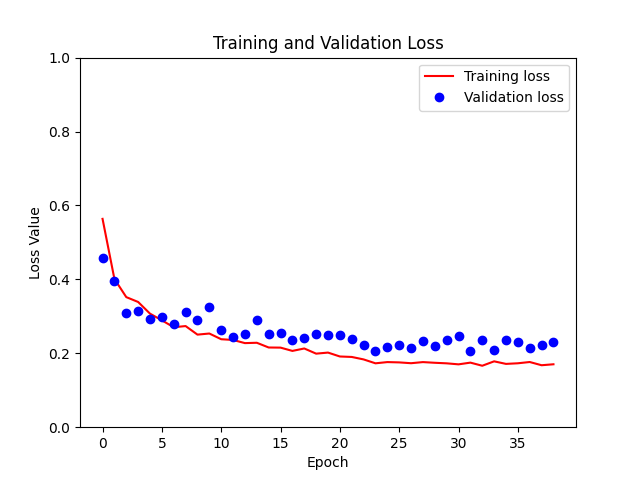 Training and Validation Loss
1.0
0.8
0.6
0.4
0.2
0.0
Loss Value
Training loss
Validation loss
0 5 10 15 20 25 30 35
Epoch